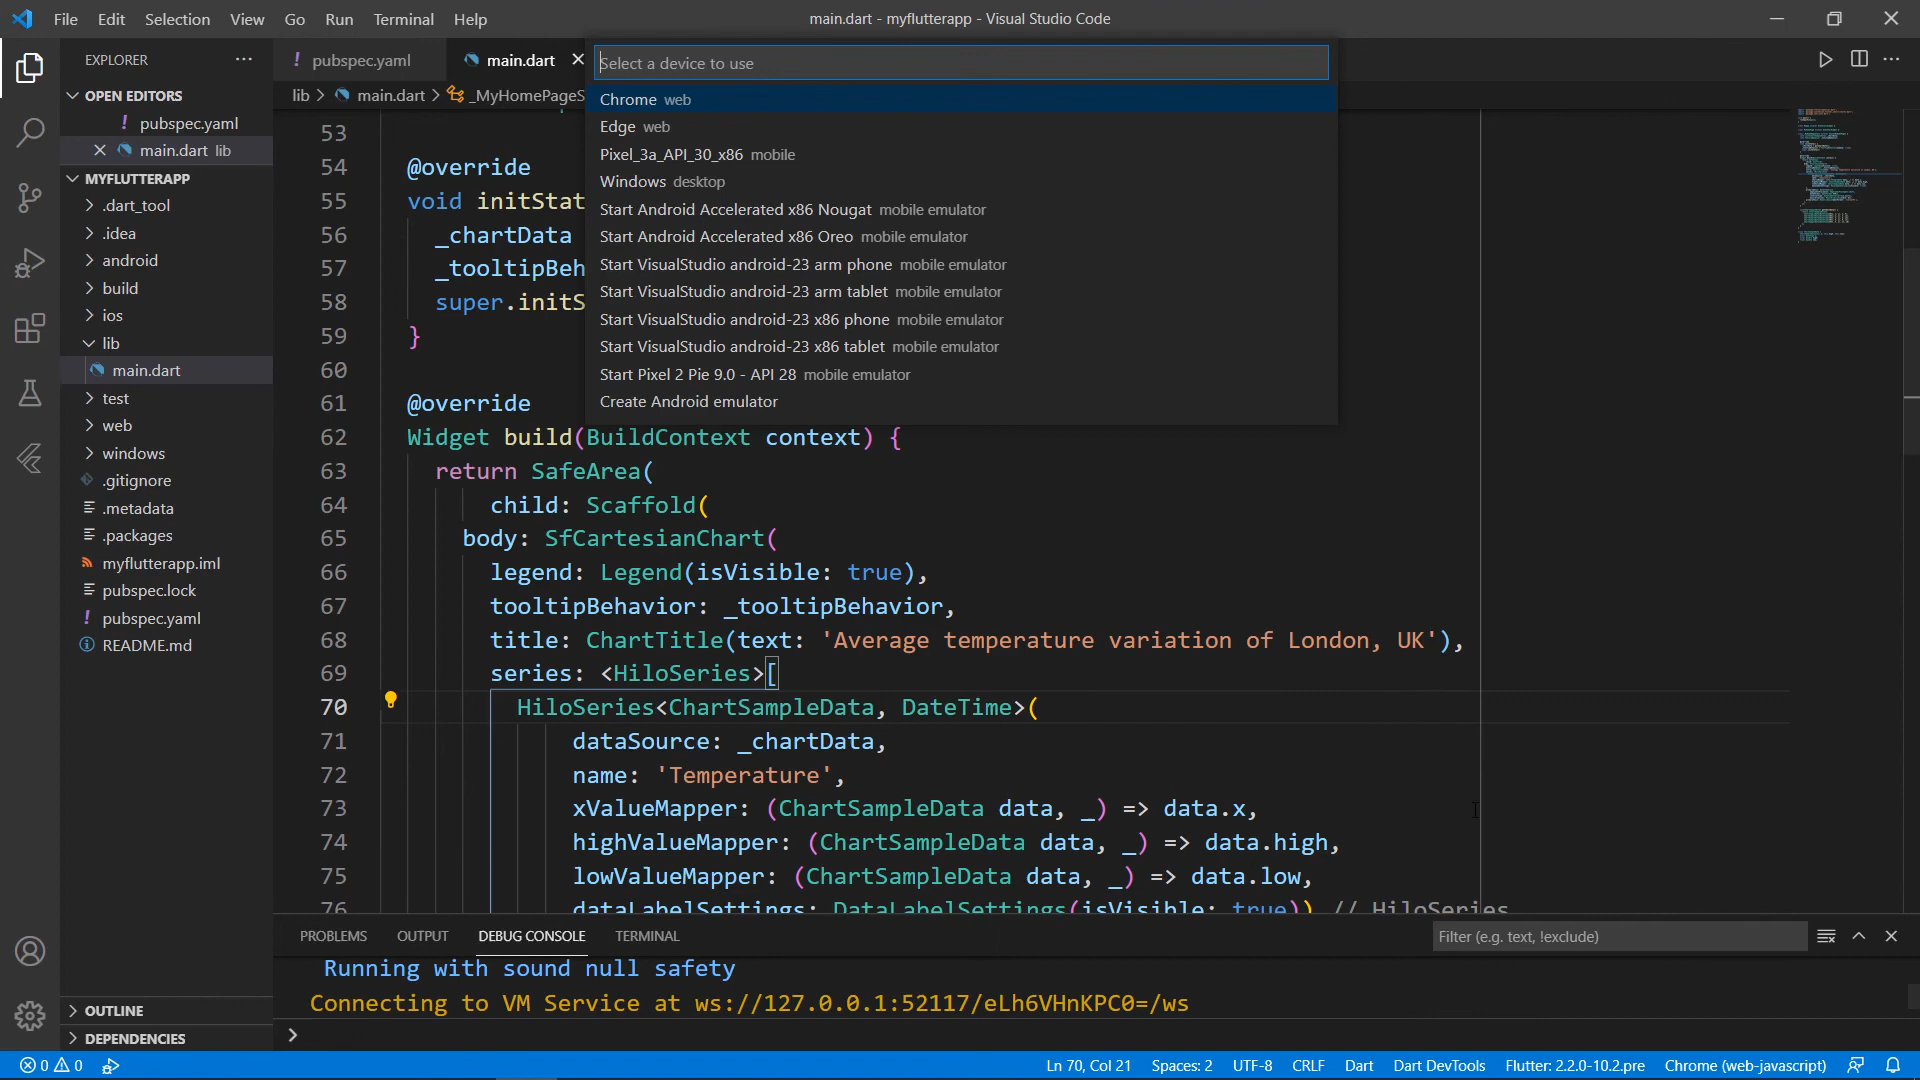 File Edit Selection View Go Run Terminal Help
main.dart - myflutterapp - Visual Studio Code
EXPLORER
OPEN EDITORS
! pubspec.yaml
main.dart lib
MYFLUTTERAPP
.dart_tool
.idea
android
build
ios
lib
main.dart
test
web
windows
.gitignore
.metadata
.packages
myflutterapp.iml
pubspec.lock
! pubspec.yaml
README.md
OUTLINE
DEPENDENCIES
! pubspec.yaml
main.dart
lib > main.dart > _MyHomePageS
Select a device to use
Chrome web
Edge web
Pixel_3a_API_30_x86 mobile
Windows desktop
Start Android Accelerated x86 Nougat mobile emulator
Start Android Accelerated x86 Oreo mobile emulator
Start VisualStudio android-23 arm phone mobile emulator
Start VisualStudio android-23 arm tablet mobile emulator
Start VisualStudio android-23 x86 phone mobile emulator
Start VisualStudio android-23 x86 tablet mobile emulator
Start Pixel 2 Pie 9.0 - API 28 mobile emulator
Create Android emulator
53
54 @override
55 void initStat
56 _chartData
57 _tooltipBeh
58 super.initS
59 }
60
61 @override
62 Widget build(BuildContext context) {
63 return SafeArea(
64 child: Scaffold(
65 body: SfCartesianChart(
66 legend: Legend(isVisible: true),
67 tooltipBehavior: _tooltipBehavior,
68 title: ChartTitle(text: 'Average temperature variation of London, UK'),
69 series: <HiloSeries>[
70 HiloSeries<ChartSampleData, DateTime>(
71 dataSource: _chartData,
72 name: 'Temperature',
73 xValueMapper: (ChartSampleData data, _) => data.x,
74 highValueMapper: (ChartSampleData data, _) => data.high,
75 lowValueMapper: (ChartSampleData data, _) => data.low,
76 dataLabelSettings: DataLabelSettings(isVisible: true)) // HiloSeries
PROBLEMS OUTPUT DEBUG CONSOLE TERMINAL
Filter (e.g. text, !exclude)
Running with sound null safety
Connecting to VM Service at ws://127.0.0.1:52117/eLh6VHnKPC0=/ws
>
0 0
Ln 70, Col 21 Spaces: 2 UTF-8 CRLF Dart Dart DevTools Flutter: 2.2.0-10.2.pre Chrome (web-javascript)